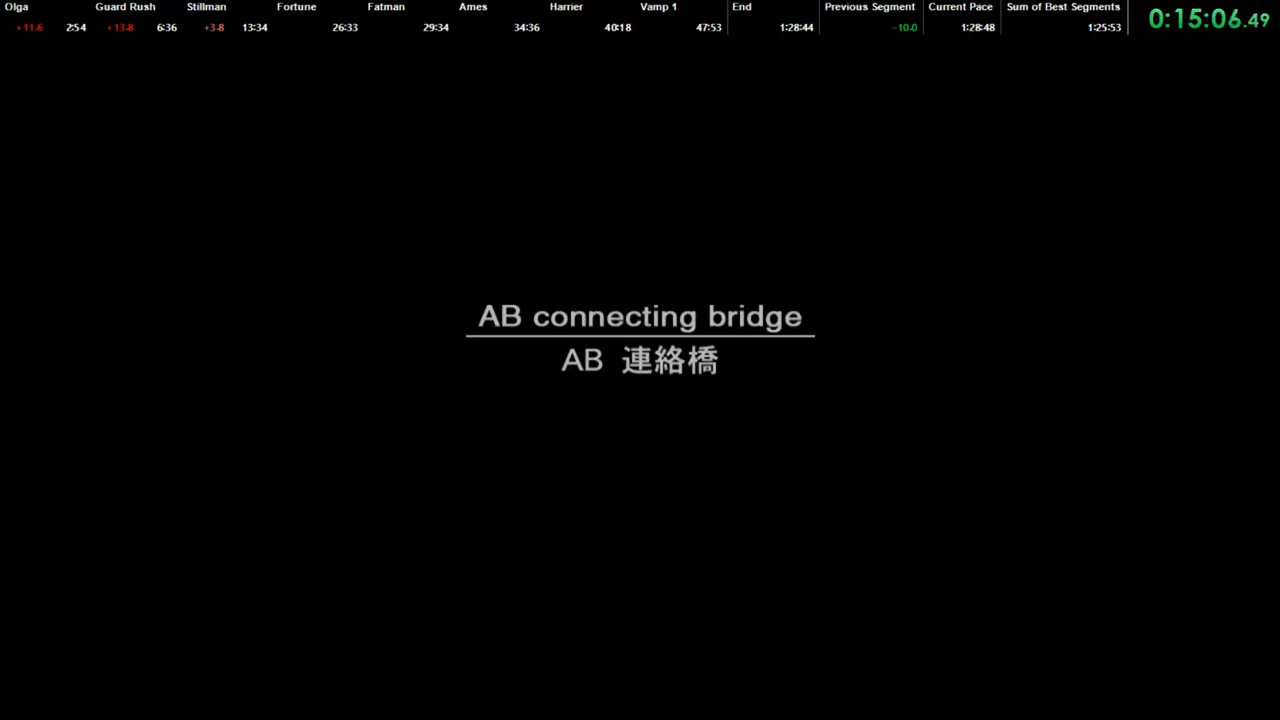 Olga Guard Rush Stillman Fortune Fatman Ames Harrier Vamp 1 End Previous Segment Current Pace Sum of Best Segments
+11.6 2:54 +13.8 6:36 +3.8 13:34 26:33 29:34 34:36 40:18 47:53 1:28:44 -10.0 1:28:48 1:25:53 0:15:06.49
AB connecting bridge
AB 連絡橋